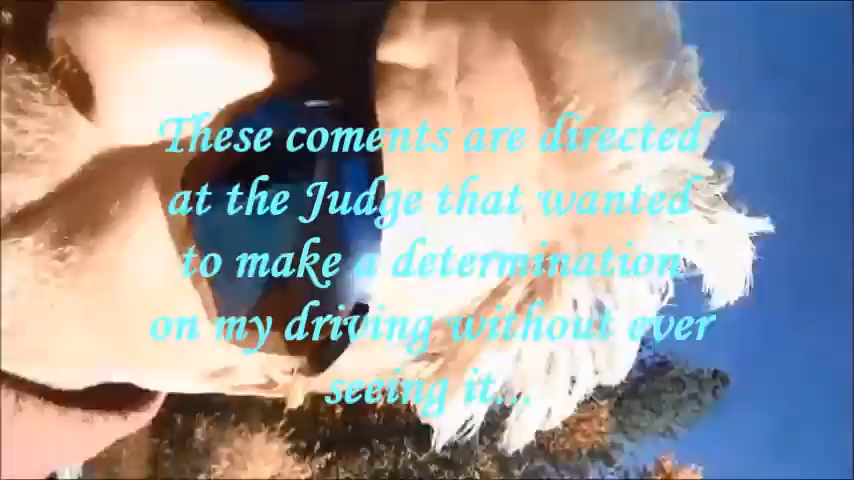 These coments are directed
at the Judge that wanted
to make a determination
on my driving without ever
seeing it...